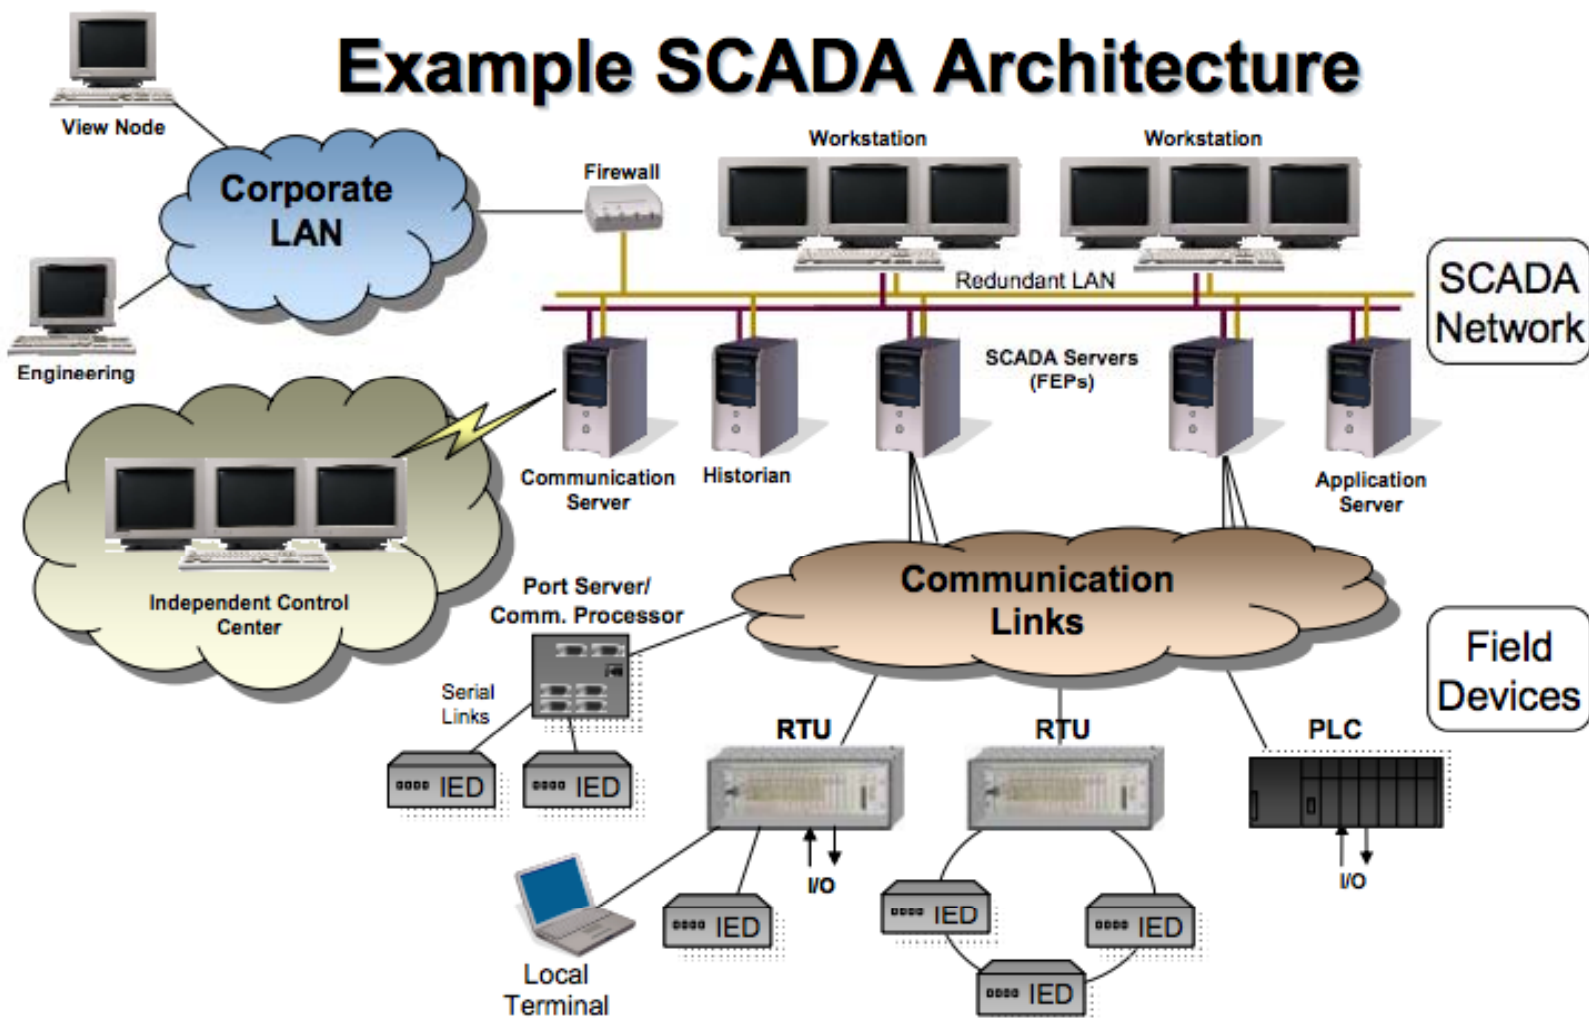 Example SCADA Architecture
View Node
Corporate
LAN
Firewall
Workstation
Workstation
Redundant LAN
SCADA
Network
Engineering
SCADA Servers
(FEPs)
Communication
Server
Historian
Application
Server
Independent Control
Center
Port Server/
Comm. Processor
Communication
Links
Field
Devices
Serial
Links
RTU
RTU
PLC
IED
IED
I/O
I/O
IED
IED
IED
IED
Local
Terminal